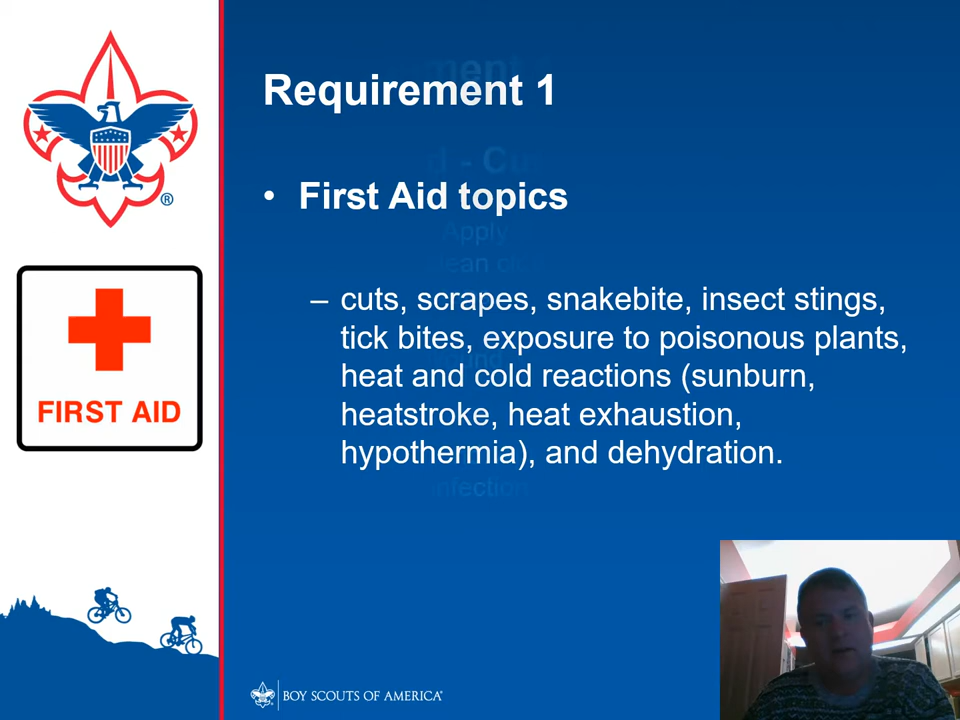 Requirement 1
• First Aid topics
– cuts, scrapes, snakebite, insect stings,
tick bites, exposure to poisonous plants,
heat and cold reactions (sunburn,
heatstroke, heat exhaustion,
hypothermia), and dehydration.
FIRST AID
®
BOY SCOUTS OF AMERICA®